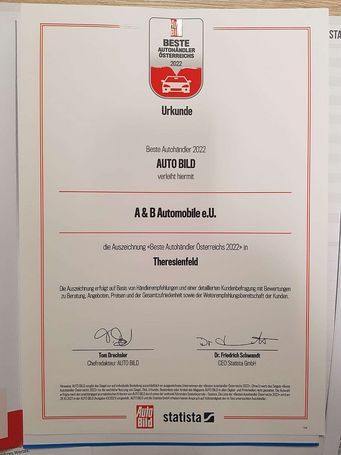 Auto
Bild
BESTE
AUTOHÄNDLER
ÖSTERREICHS
2022
Urkunde
Beste Autohändler 2022
AUTO BILD
verleiht hiermit
A & B Automobile e.U.
die Auszeichnung «Beste Autohändler Österreichs 2022» in
Theresienfeld
Die Auszeichnung erfolgt auf Basis von Händlerempfehlungen und einer detaillierten Kundenbefragung mit Bewertungen
zu Beratung, Angeboten, Preisen und der Gesamtzufriedenheit sowie der Weiterempfehlungsbereitschaft der Kunden.
Tom Drechsler
Chefredakteur AUTO BILD
Dr. Friedrich Schwandt
CEO Statista GmbH
Auto
Bild
statista
STA